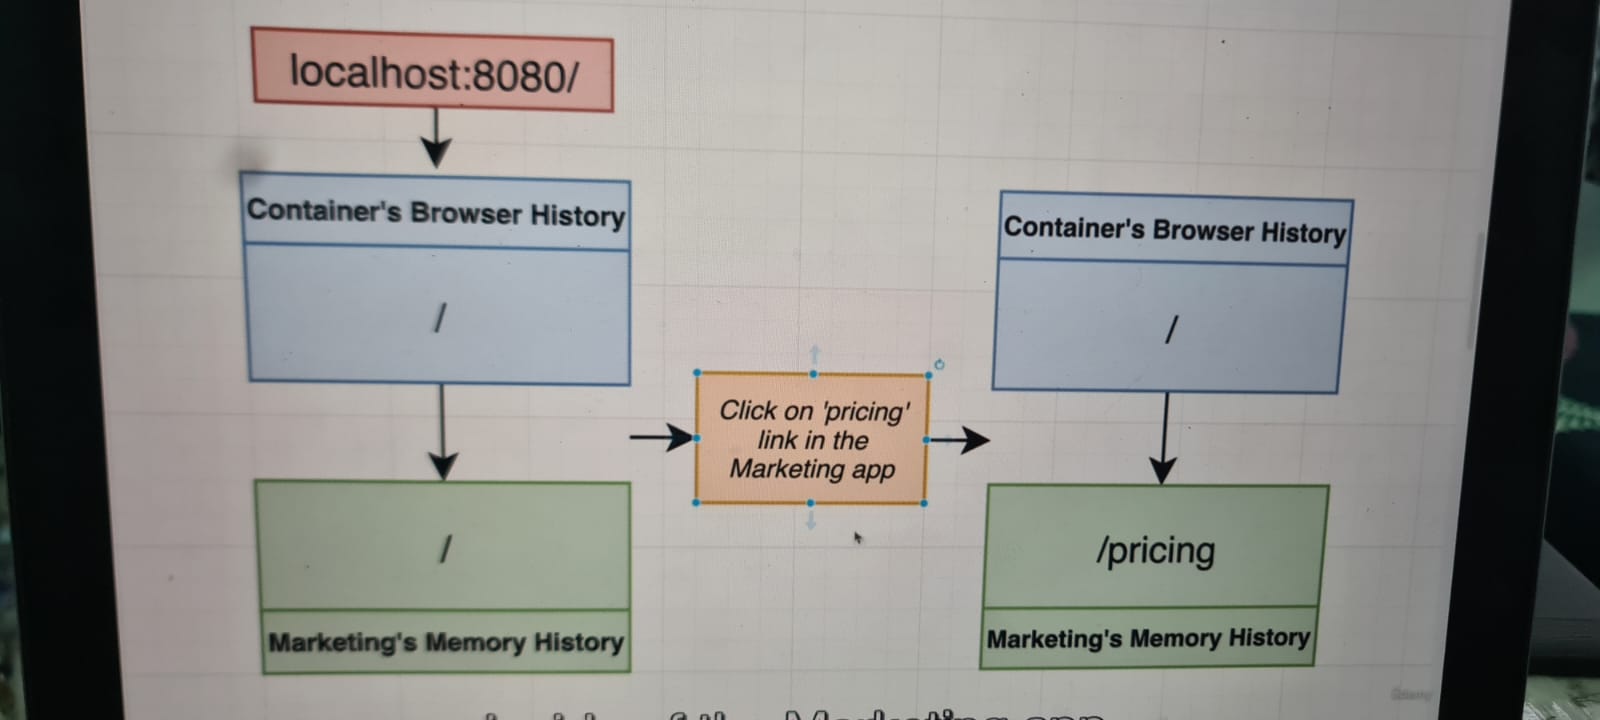 localhost:8080/
Container's Browser History
/
/
Marketing's Memory History
Click on 'pricing'
link in the
Marketing app
Container's Browser History
/
/pricing
Marketing's Memory History
Udemy